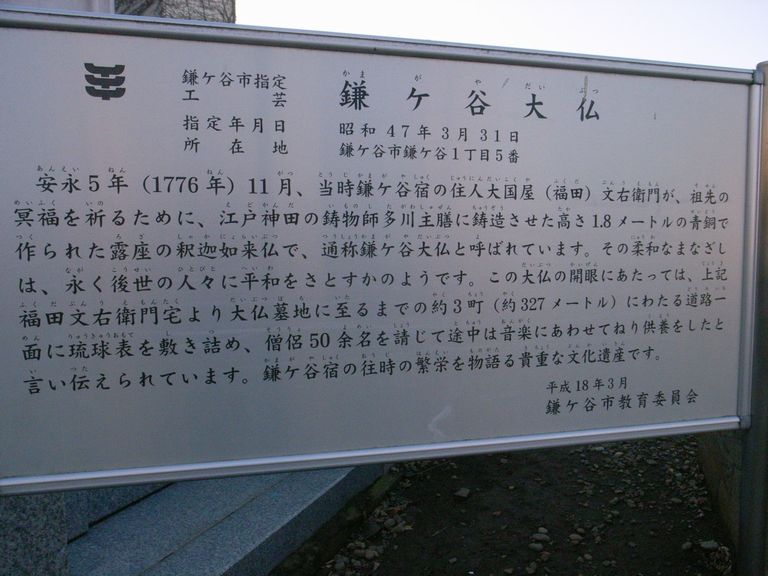 鎌ケ谷市指定
工芸
鎌ケ谷大仏
指定年月日 昭和47年3月31日
所在地 鎌ケ谷市鎌ケ谷1丁目5番
安永5年(1776年)11月、当時鎌ケ谷宿の住人大国屋(福田)文右衛門が、祖先の
冥福を祈るために、江戸神田の鋳物師多川主膳に鋳造させた高さ1.8メートルの青銅で
作られた露座の釈迦如来仏で、通称鎌ケ谷大仏と呼ばれています。その柔和なまなざし
は、永く後世の人々に平和をさとすかのようです。この大仏の開眼にあたっては、上記
福田文右衛門宅より大仏墓地に至るまでの約3町(約327メートル)にわたる道路一
面に琉球表を敷き詰め、僧侶50余名を請じて途中は音楽にあわせてねり供養をしたと
言い伝えられています。鎌ケ谷宿の往時の繁栄を物語る貴重な文化遺産です。
平成18年3月
鎌ケ谷市教育委員会